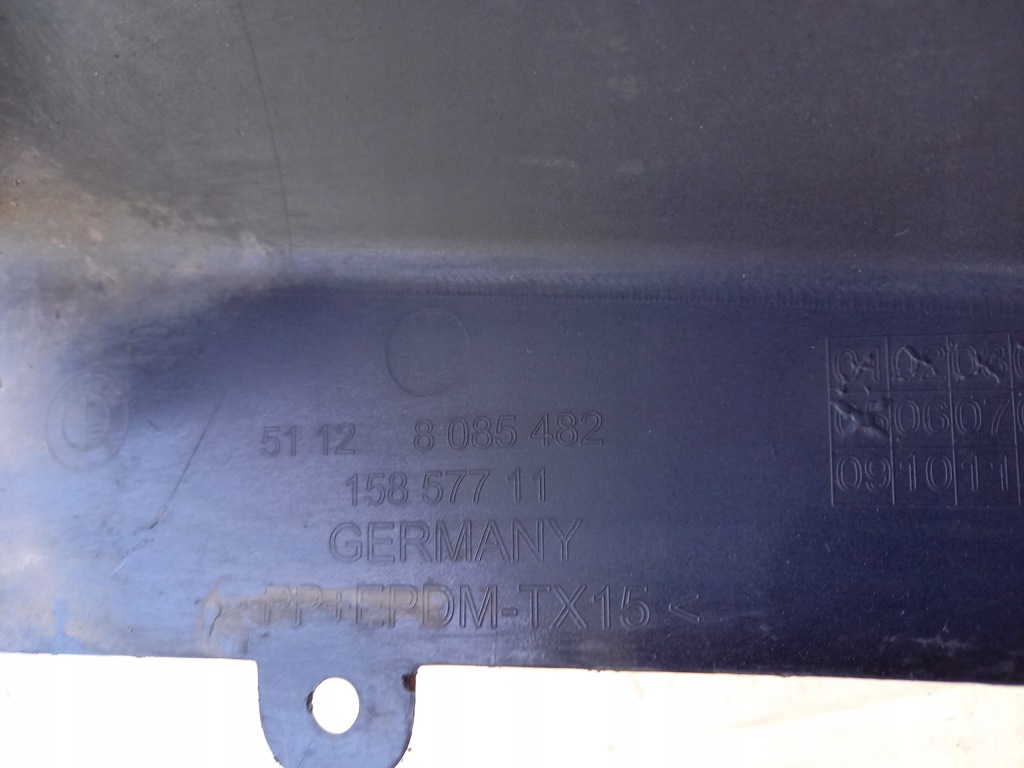 51 12 8 085 482
158 577 11
GERMANY
> PP+EPDM-TX15 <
06 07
09 10 11